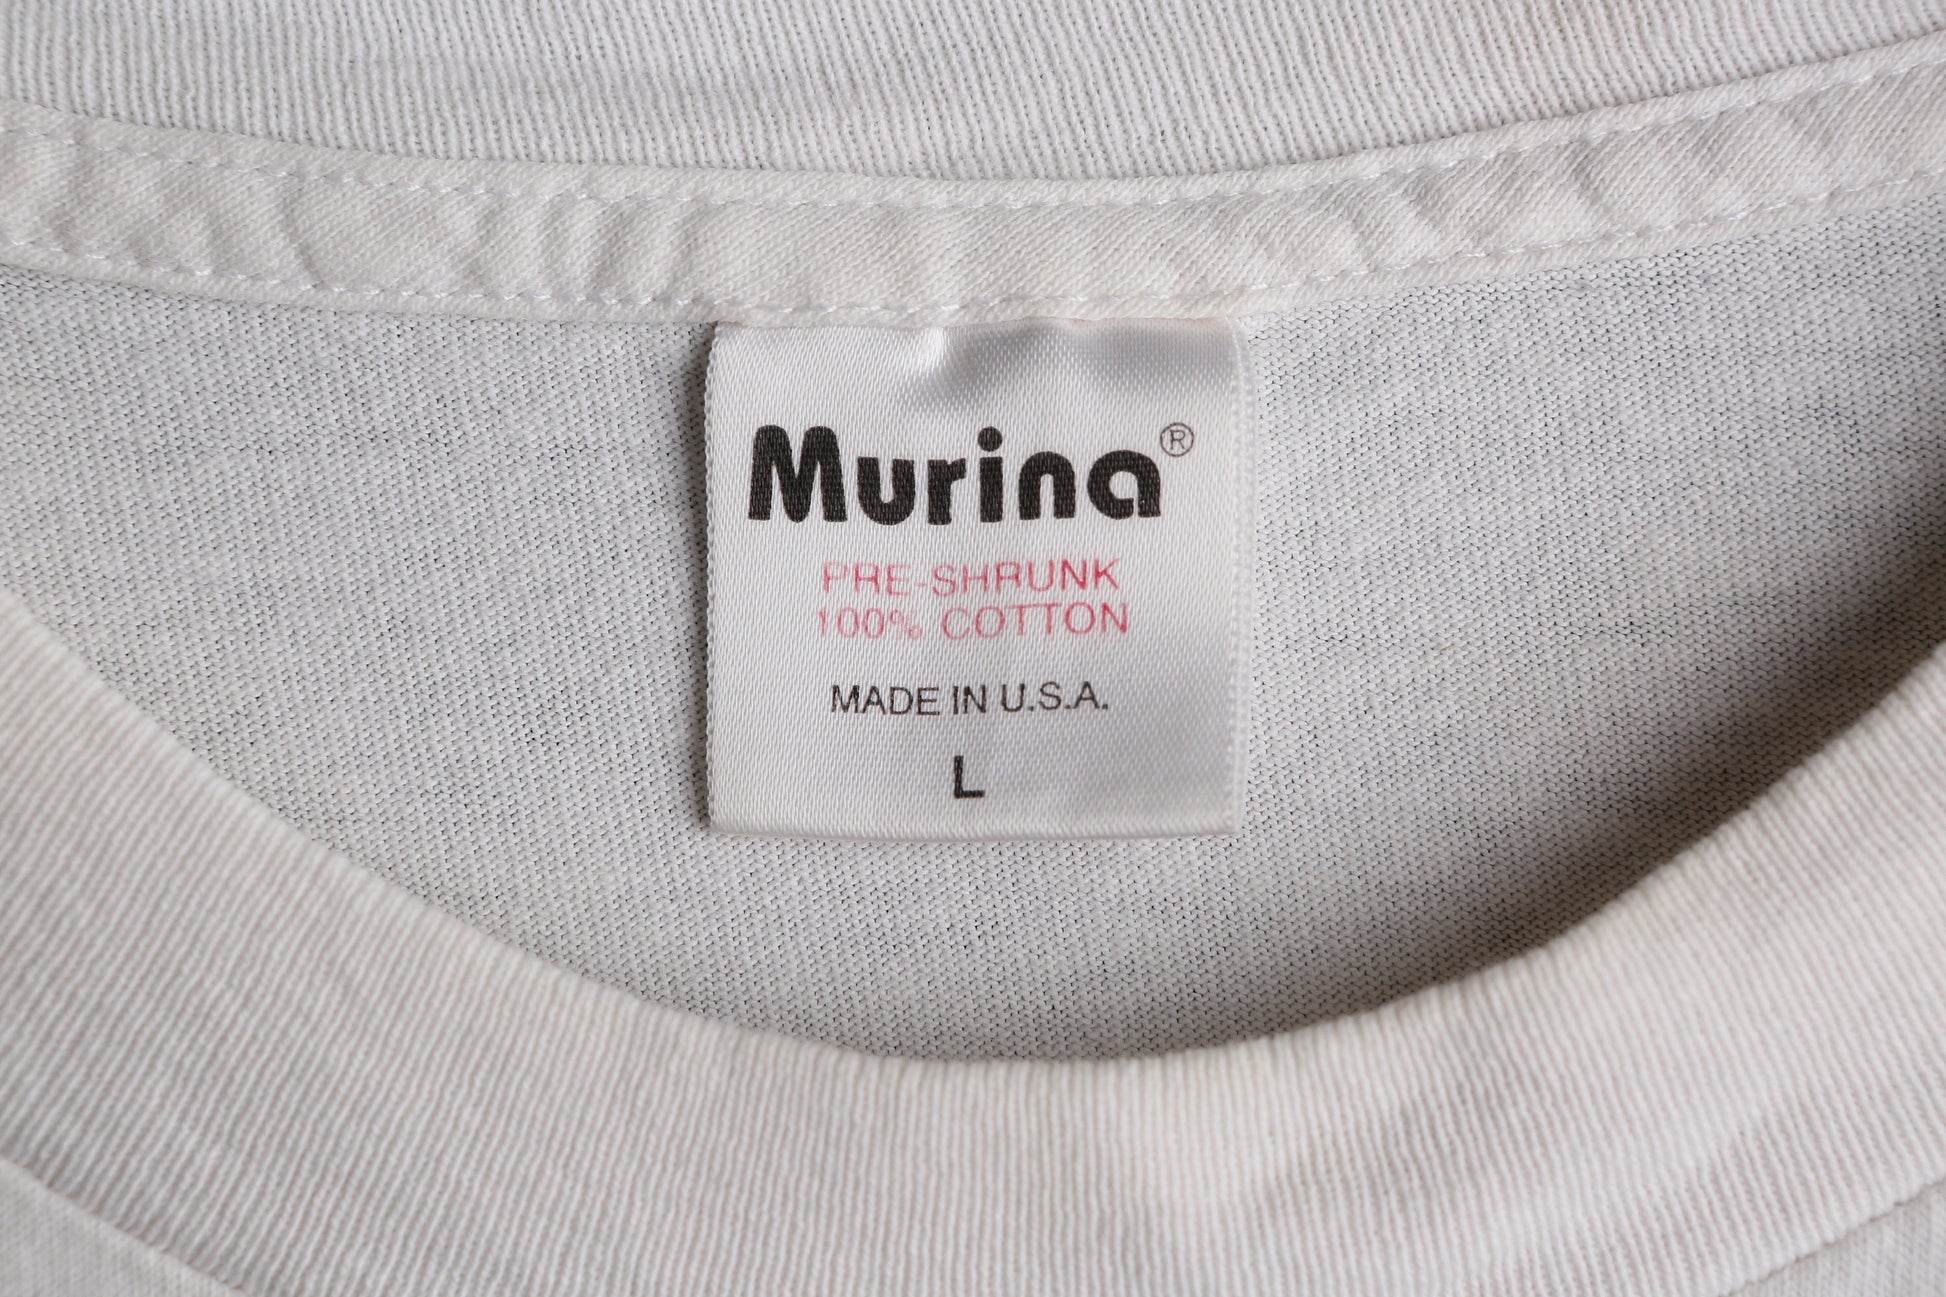 Murina®
PRE-SHRUNK
100% COTTON
MADE IN U.S.A.
L